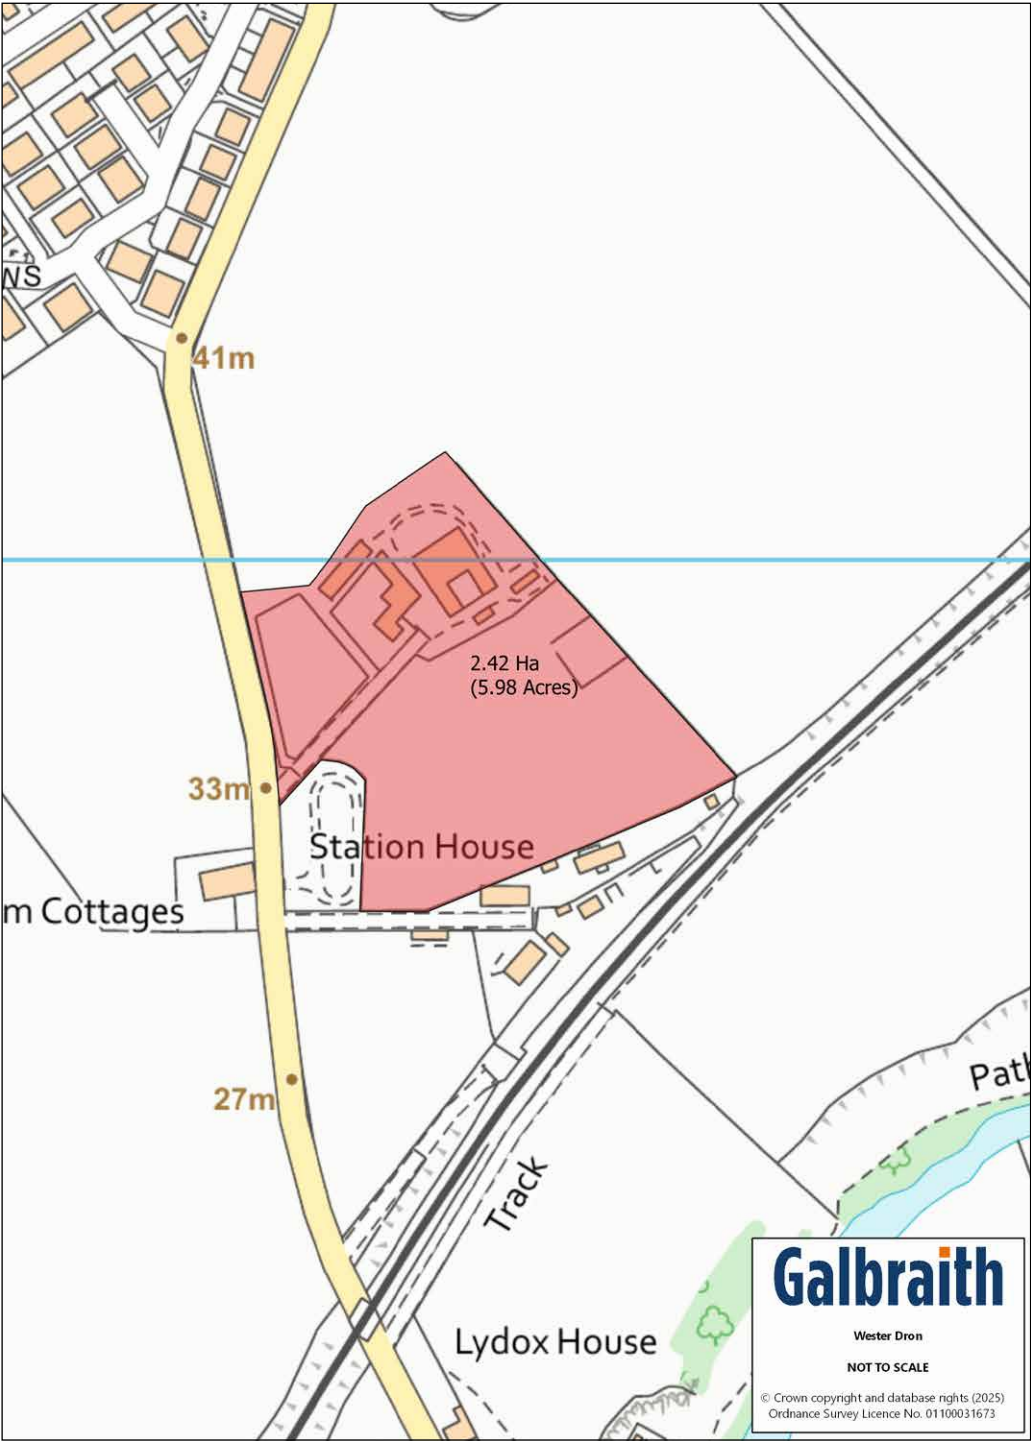 NS
41m
2.42 Ha
(5.98 Acres)
33m
Station House
m Cottages
Path
27m
Track
Lydox House
Galbraith
Wester Dron
NOT TO SCALE
© Crown copyright and database rights (2025)
Ordnance Survey Licence No. 01100031673